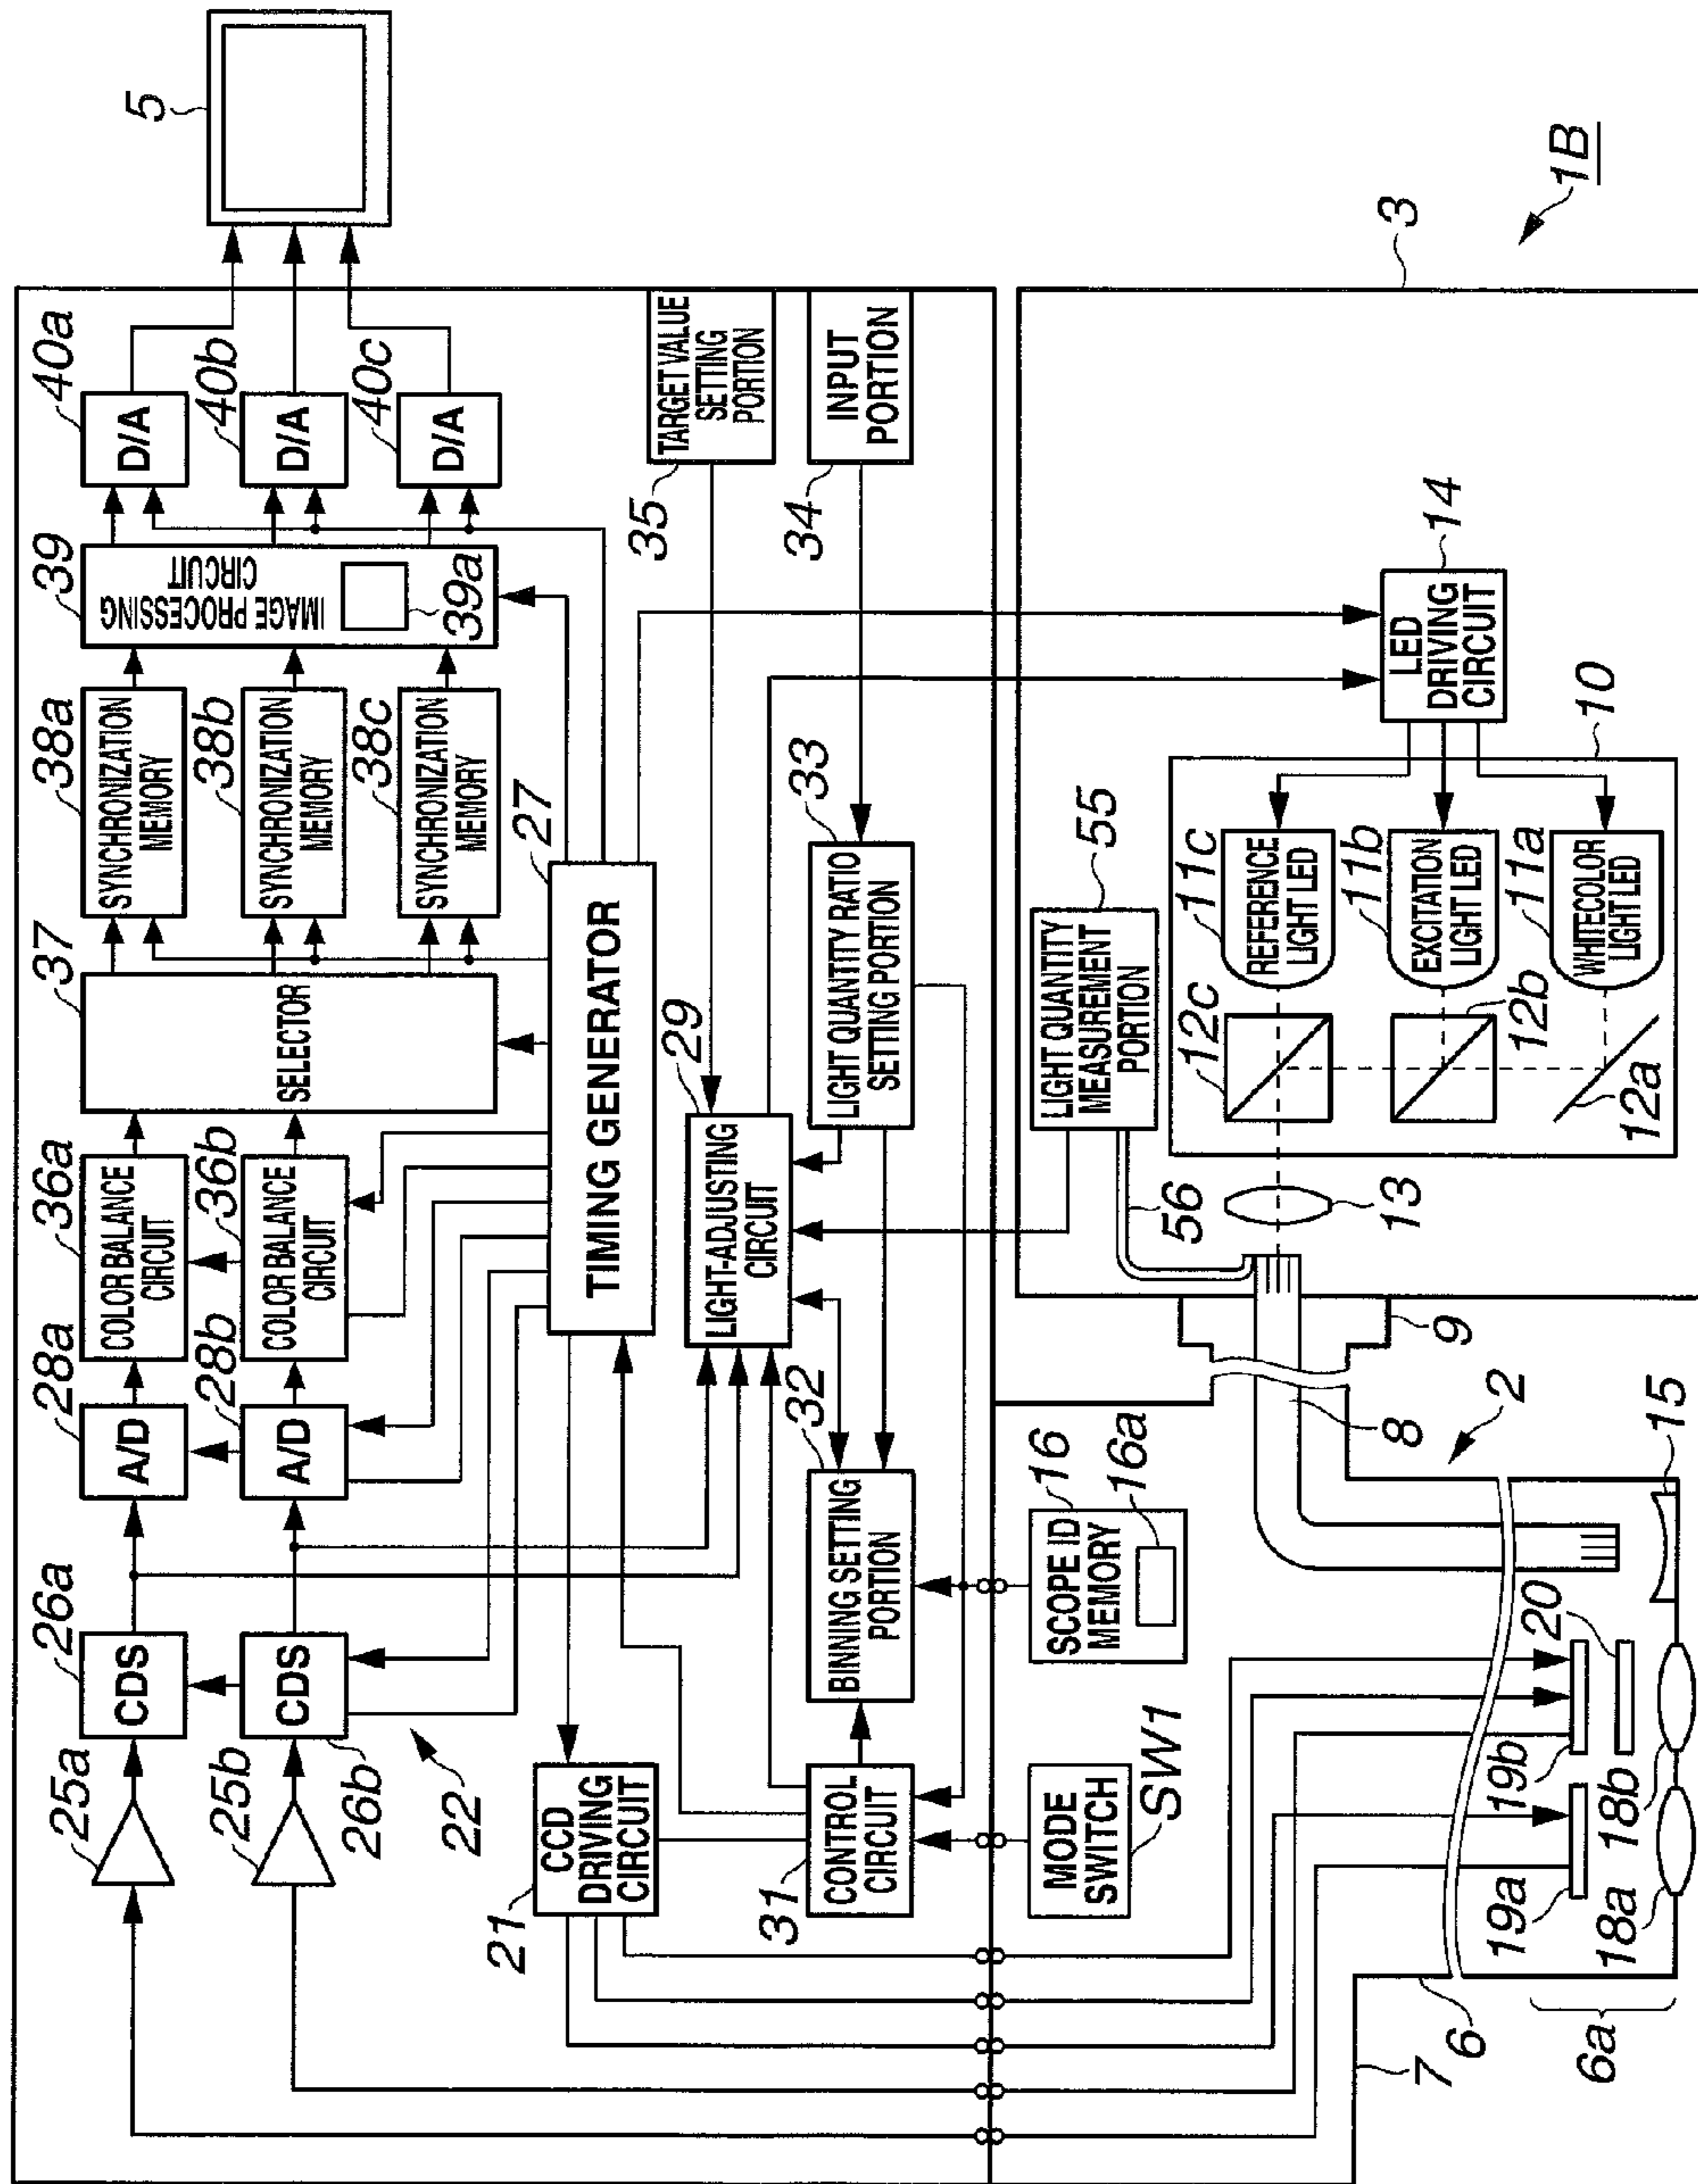 5
25a
26a
28a
36a
37
38a
39
40a
CDS
A/D
COLOR BALANCE
CIRCUIT
SELECTOR
SYNCHRONIZATION
MEMORY
IMAGE PROCESSING
CIRCUIT
39a
D/A
25b
28b
36b
38b
40b
CDS
A/D
COLOR BALANCE
CIRCUIT
SYNCHRONIZATION
MEMORY
D/A
26b
38c
40c
SYNCHRONIZATION
MEMORY
D/A
22
27
TIMING GENERATOR
21
CCD
DRIVING
CIRCUIT
29
LIGHT-ADJUSTING
CIRCUIT
35
TARGET VALUE
SETTING
PORTION
31
CONTROL
CIRCUIT
32
BINNING SETTING
PORTION
33
LIGHT QUANTITY RATIO
SETTING PORTION
34
INPUT
PORTION
MODE
SWITCH
SW1
SCOPE ID
MEMORY
16
16a
LIGHT QUANTITY
MEASUREMENT
PORTION
55
56
3
1B
14
LED
DRIVING
CIRCUIT
10
11c
REFERENCE
LIGHT LED
11b
EXCITATION
LIGHT LED
11a
WHITECOLOR
LIGHT LED
12c
12b
12a
13
9
8
2
15
20
19b
18b
19a
18a
6
6a
7